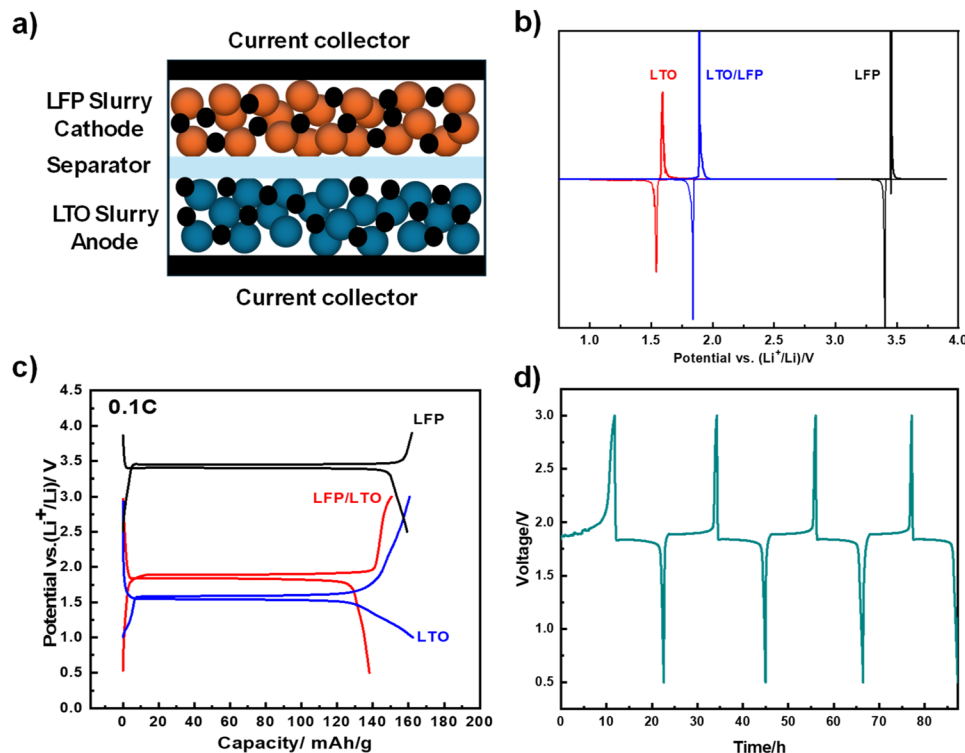 a)
Current collector
LFP Slurry
Cathode
Separator
LTO Slurry
Anode
Current collector
b)
LTO
LTO/LFP
LFP
1.0 1.5 2.0 2.5 3.0 3.5 4.0
Potential vs. (Li⁺/Li)/V
c)
0.1C
LFP
LFP/LTO
LTO
Potential vs.(Li⁺/Li)/ V
4.5
4.0
3.5
3.0
2.5
2.0
1.5
1.0
0.5
0.0
0 20 40 60 80 100 120 140 160 180 200
Capacity/ mAh/g
d)
Voltage/V
3.0
2.5
2.0
1.5
1.0
0.5
0 10 20 30 40 50 60 70 80
Time/h